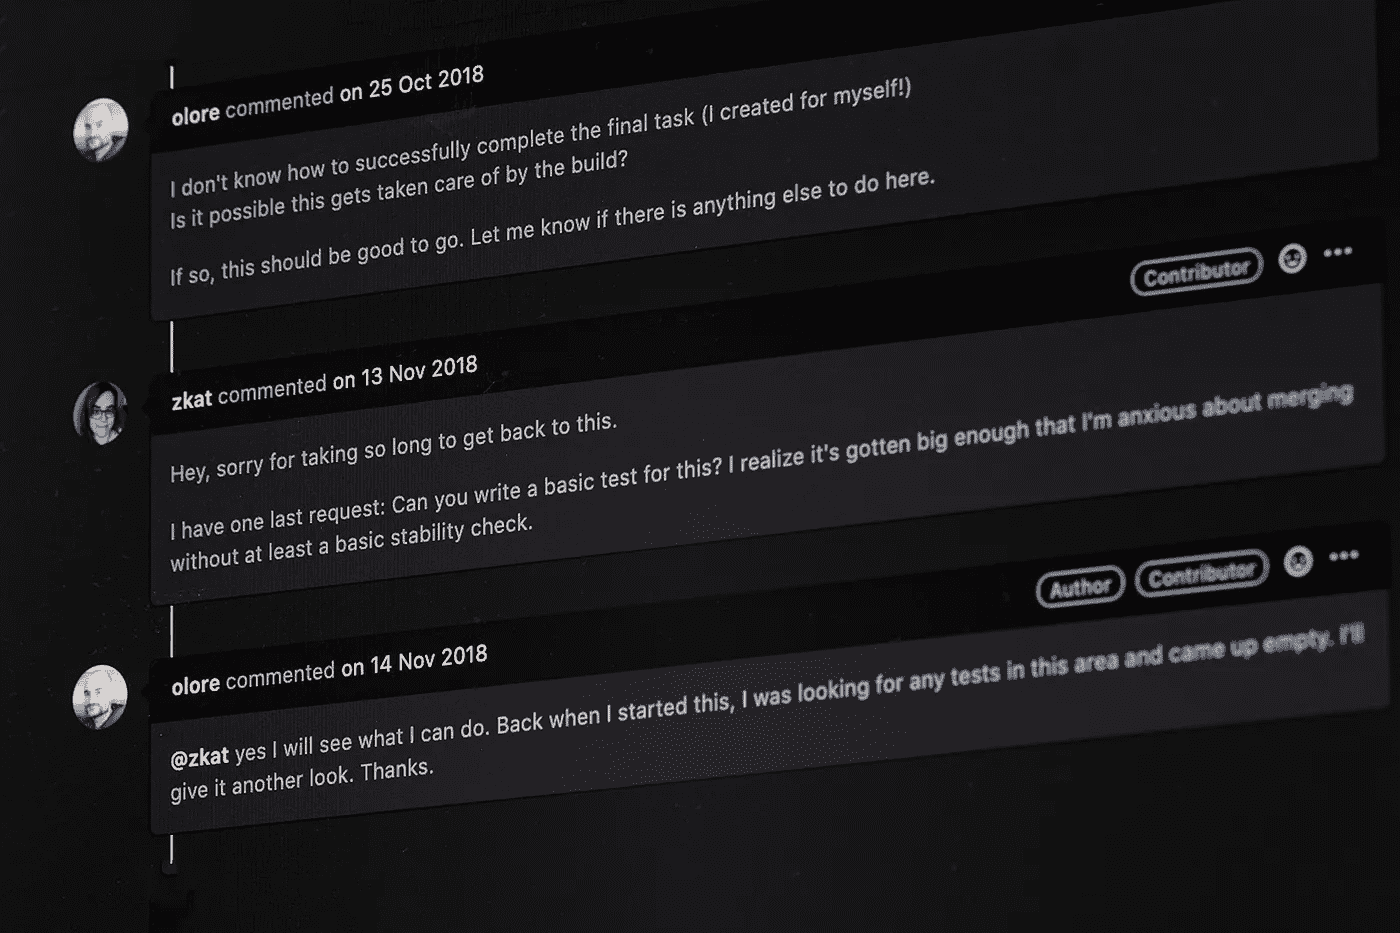 olore commented on 25 Oct 2018
I don't know how to successfully complete the final task (I created for myself!)
Is it possible this gets taken care of by the build?
If so, this should be good to go. Let me know if there is anything else to do here.
Contributor
zkat commented on 13 Nov 2018
Hey, sorry for taking so long to get back to this.
I have one last request: Can you write a basic test for this? I realize it's gotten big enough that I'm anxious about merging
without at least a basic stability check.
Author Contributor
olore commented on 14 Nov 2018
@zkat yes I will see what I can do. Back when I started this, I was looking for any tests in this area and came up empty. I'll
give it another look. Thanks.